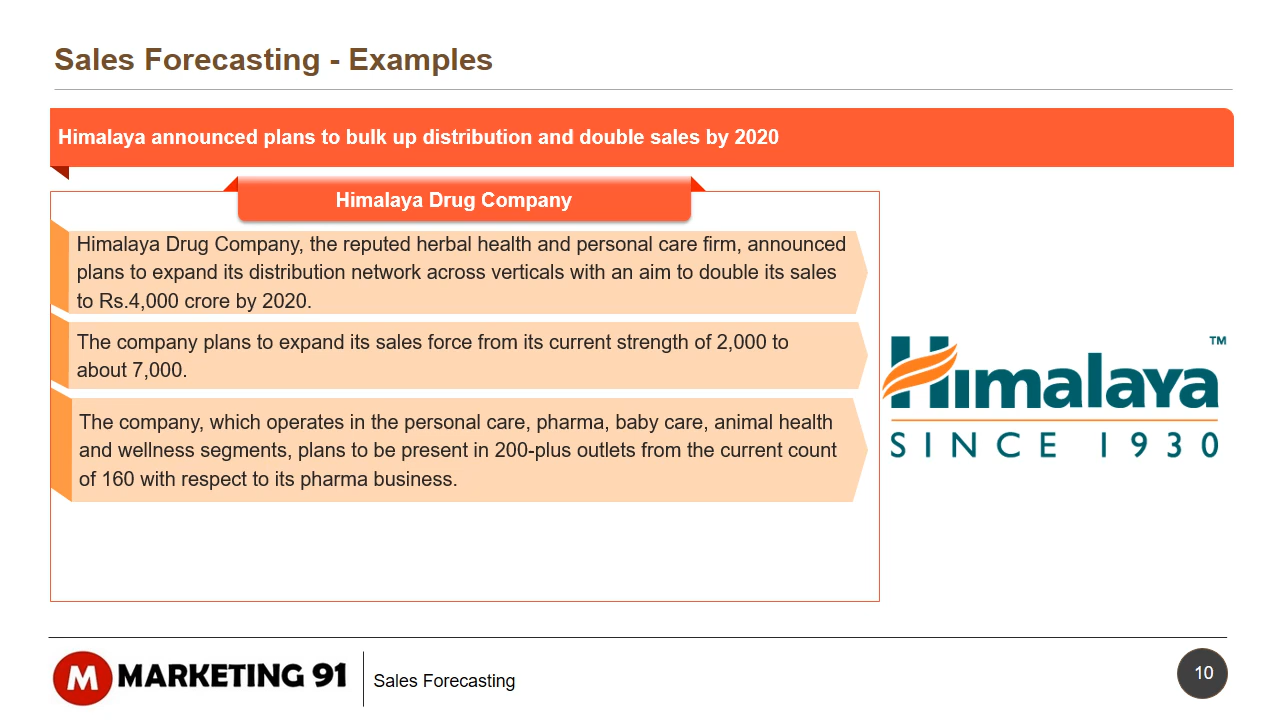 Sales Forecasting - Examples
Himalaya announced plans to bulk up distribution and double sales by 2020
Himalaya Drug Company
Himalaya Drug Company, the reputed herbal health and personal care firm, announced
plans to expand its distribution network across verticals with an aim to double its sales
to Rs.4,000 crore by 2020.
The company plans to expand its sales force from its current strength of 2,000 to
about 7,000.
The company, which operates in the personal care, pharma, baby care, animal health
and wellness segments, plans to be present in 200-plus outlets from the current count
of 160 with respect to its pharma business.
Himalaya TM
SINCE 1930
M MARKETING 91
Sales Forecasting
10